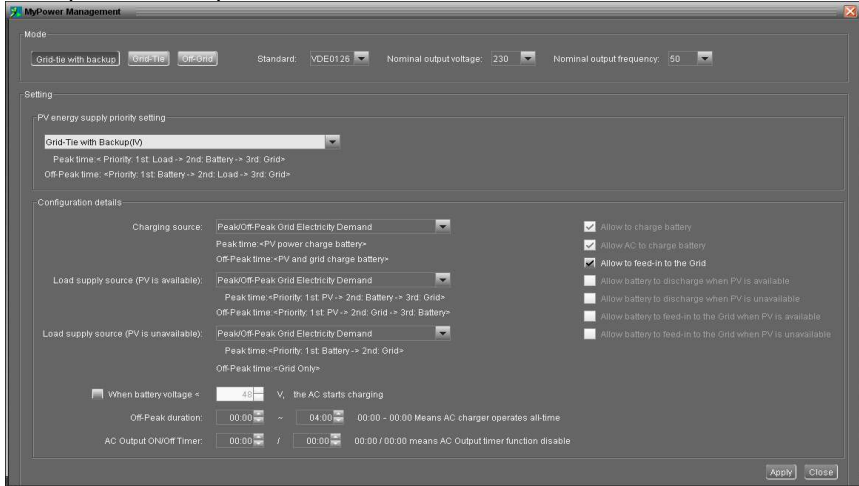 MyPower Management
Mode
Grid-tie with backup Grid-Tie Off-Grid Standard: VDE0126 Nominal output voltage: 230 Nominal output frequency: 50
Setting
PV energy supply priority setting
Grid-Tie with Backup(IV)
Peak time:< Priority: 1st: Load -> 2nd: Battery -> 3rd: Grid>
Off-Peak time: <Priority: 1st: Battery -> 2nd: Load -> 3rd: Grid>
Configuration details
Charging source: Peak/Off-Peak Grid Electricity Demand Allow to charge battery
Peak time:<PV power charge battery> Allow AC to charge battery
Off-Peak time:<PV and grid charge battery> Allow to feed-in to the Grid
Load supply source (PV is available): Peak/Off-Peak Grid Electricity Demand Allow battery to discharge when PV is available
Peak time:<Priority: 1st: PV -> 2nd: Battery -> 3rd: Grid> Allow battery to discharge when PV is unavailable
Off-Peak time:<Priority: 1st: PV -> 2nd: Grid -> 3rd: Battery> Allow battery to feed-in to the Grid when PV is available
Load supply source (PV is unavailable): Peak/Off-Peak Grid Electricity Demand Allow battery to feed-in to the Grid when PV is unavailable
Peak time:<Priority: 1st: Battery -> 2nd: Grid>
Off-Peak time:<Grid Only>
When battery voltage < 48 V, the AC starts charging
Off-Peak duration: 00:00 ~ 04:00 00:00 ~ 00:00 Means AC charger operates all-time
AC Output ON/Off Timer: 00:00 / 00:00 00:00 / 00:00 means AC Output timer function disable
Apply Close